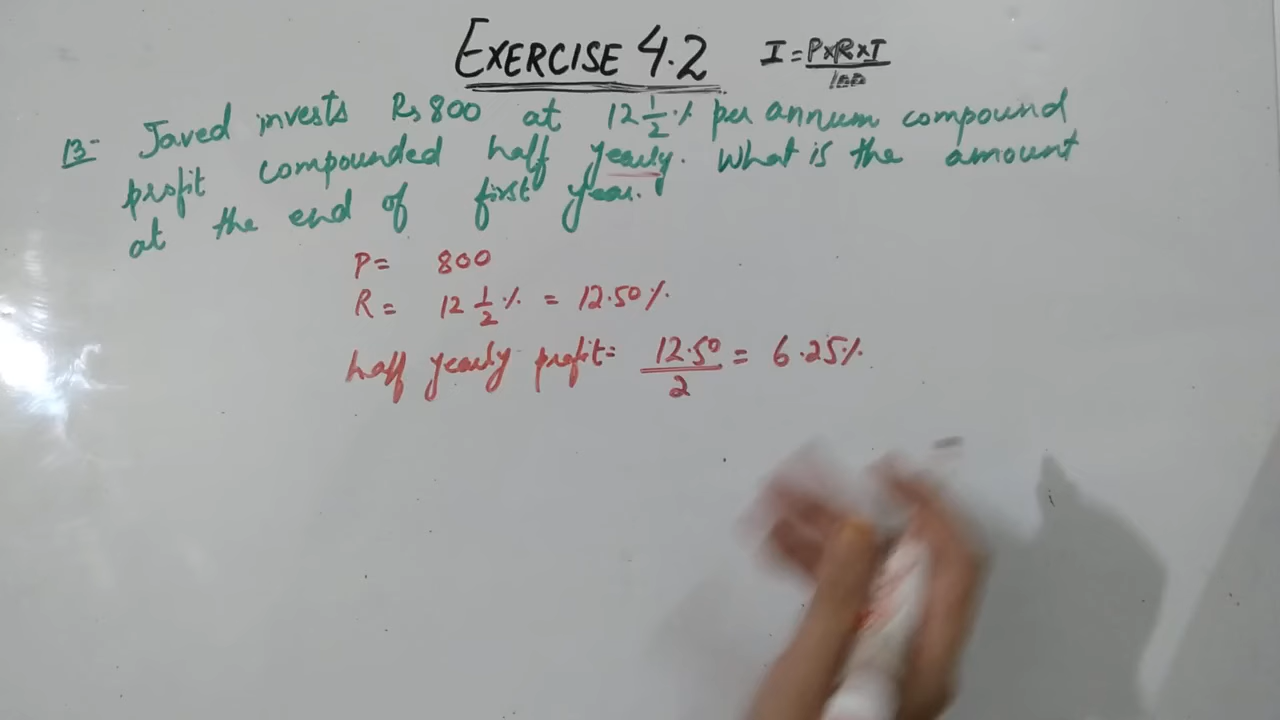 EXERCISE 4.2 I = P×R×T / 100
13- Javed invests Rs 800 at 12 1/2 % per annum compound
profit compounded half yearly. What is the amount
at the end of first year.
P = 800
R = 12 1/2 % = 12.50 %
half yearly profit = 12.50 / 2 = 6.25 %